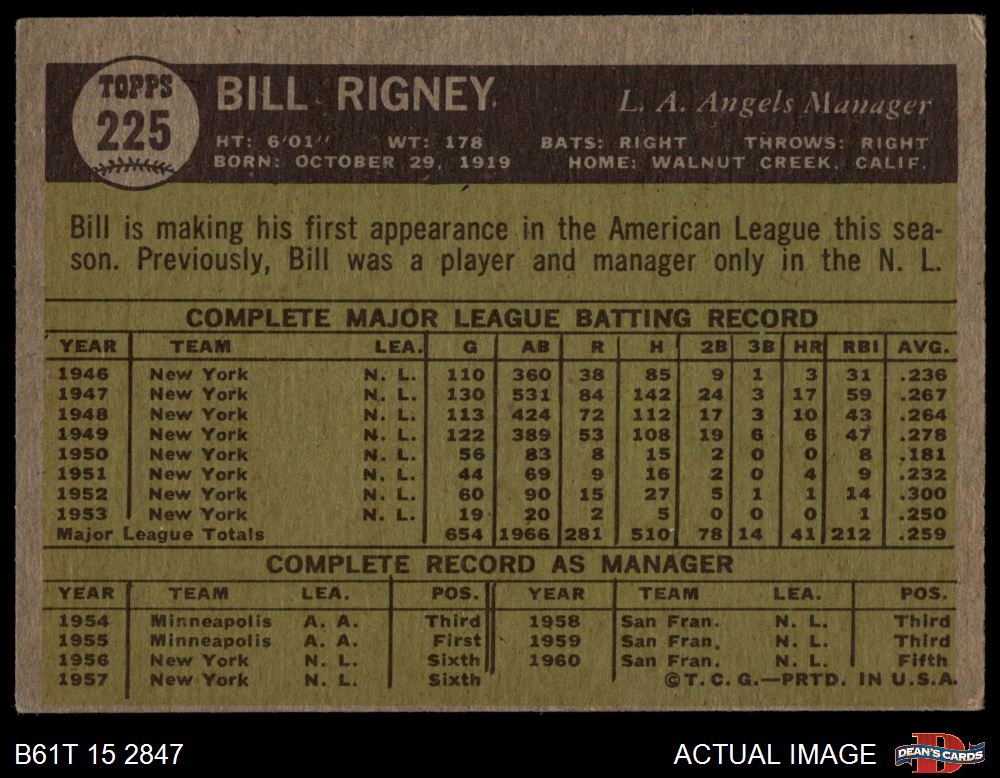 TOPPS
225
BILL RIGNEY
L. A. Angels Manager
HT: 6'01" WT: 178 BATS: RIGHT THROWS: RIGHT
BORN: OCTOBER 29, 1919 HOME: WALNUT CREEK, CALIF.
Bill is making his first appearance in the American League this sea-
son. Previously, Bill was a player and manager only in the N. L.
COMPLETE MAJOR LEAGUE BATTING RECORD
YEAR TEAM LEA. G AB R H 2B 3B HR RBI AVG.
1946 New York N. L. 110 360 38 85 9 1 3 31 .236
1947 New York N. L. 130 531 84 142 24 3 17 59 .267
1948 New York N. L. 113 424 72 112 17 3 10 43 .264
1949 New York N. L. 122 389 53 108 19 6 6 47 .278
1950 New York N. L. 56 83 8 15 2 0 0 8 .181
1951 New York N. L. 44 69 9 16 2 0 4 9 .232
1952 New York N. L. 60 90 15 27 5 1 1 14 .300
1953 New York N. L. 19 20 2 5 0 0 0 1 .250
Major League Totals 654 1966 281 510 78 14 41 212 .259
COMPLETE RECORD AS MANAGER
YEAR TEAM LEA. POS. YEAR TEAM LEA. POS.
1954 Minneapolis A. A. Third 1958 San Fran. N. L. Third
1955 Minneapolis A. A. First 1959 San Fran. N. L. Third
1956 New York N. L. Sixth 1960 San Fran. N. L. Fifth
1957 New York N. L. Sixth ©T. C. G.—PRTD. IN U.S.A.
B61T 15 2847 ACTUAL IMAGE DEAN'S CARDS